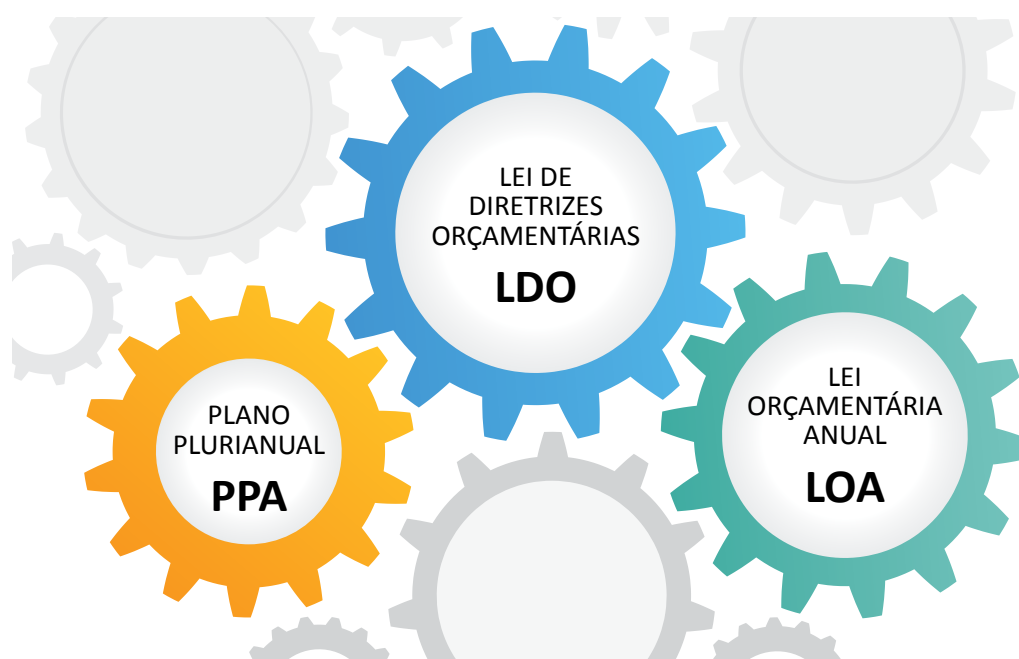 LEI DE
DIRETRIZES
ORÇAMENTÁRIAS
LDO
PLANO
PLURIANUAL
PPA
LEI
ORÇAMENTÁRIA
ANUAL
LOA